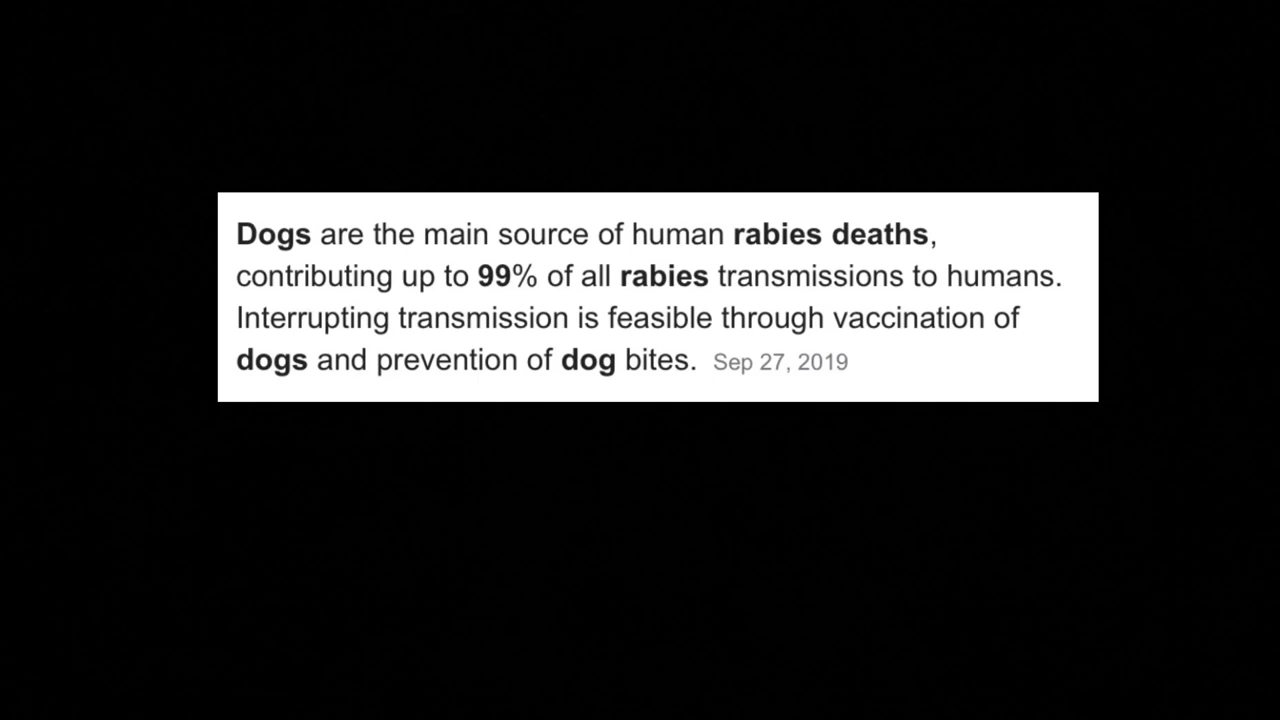 Dogs are the main source of human rabies deaths,
contributing up to 99% of all rabies transmissions to humans.
Interrupting transmission is feasible through vaccination of
dogs and prevention of dog bites. Sep 27, 2019